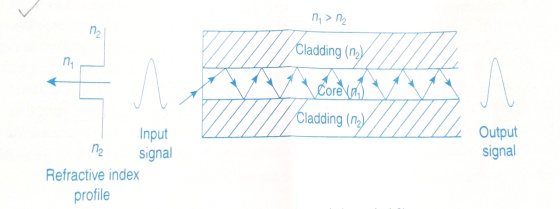 n₁ > n₂
n₂
Cladding (n₂)
n₁
Core (n₁)
Cladding (n₂)
Input
signal
Output
signal
n₂
Refractive index
profile